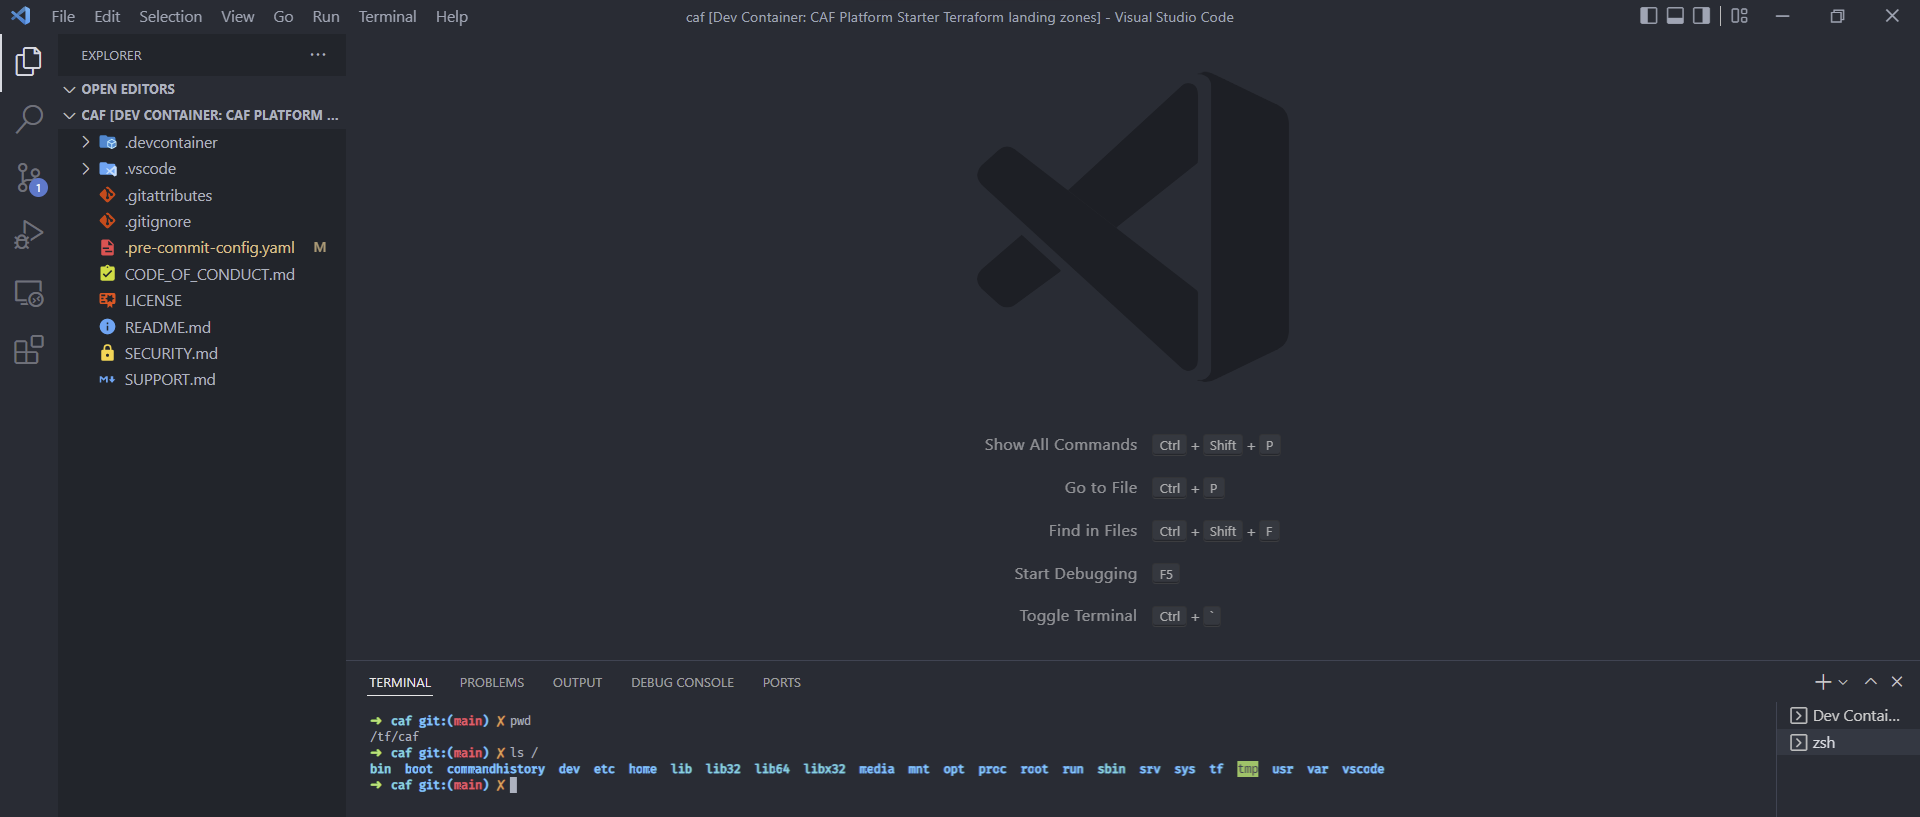 File Edit Selection View Go Run Terminal Help
caf [Dev Container: CAF Platform Starter Terraform landing zones] - Visual Studio Code
EXPLORER
OPEN EDITORS
CAF [DEV CONTAINER: CAF PLATFORM ...
.devcontainer
.vscode
1
.gitattributes
.gitignore
.pre-commit-config.yaml M
CODE_OF_CONDUCT.md
LICENSE
README.md
SECURITY.md
SUPPORT.md
Show All Commands Ctrl + Shift + P
Go to File Ctrl + P
Find in Files Ctrl + Shift + F
Start Debugging F5
Toggle Terminal Ctrl + `
TERMINAL PROBLEMS OUTPUT DEBUG CONSOLE PORTS
➜ caf git:(main) ✗ pwd
/tf/caf
➜ caf git:(main) ✗ ls /
bin boot commandhistory dev etc home lib lib32 lib64 libx32 media mnt opt proc root run sbin srv sys tf tmp usr var vscode
➜ caf git:(main) ✗
Dev Contai...
zsh